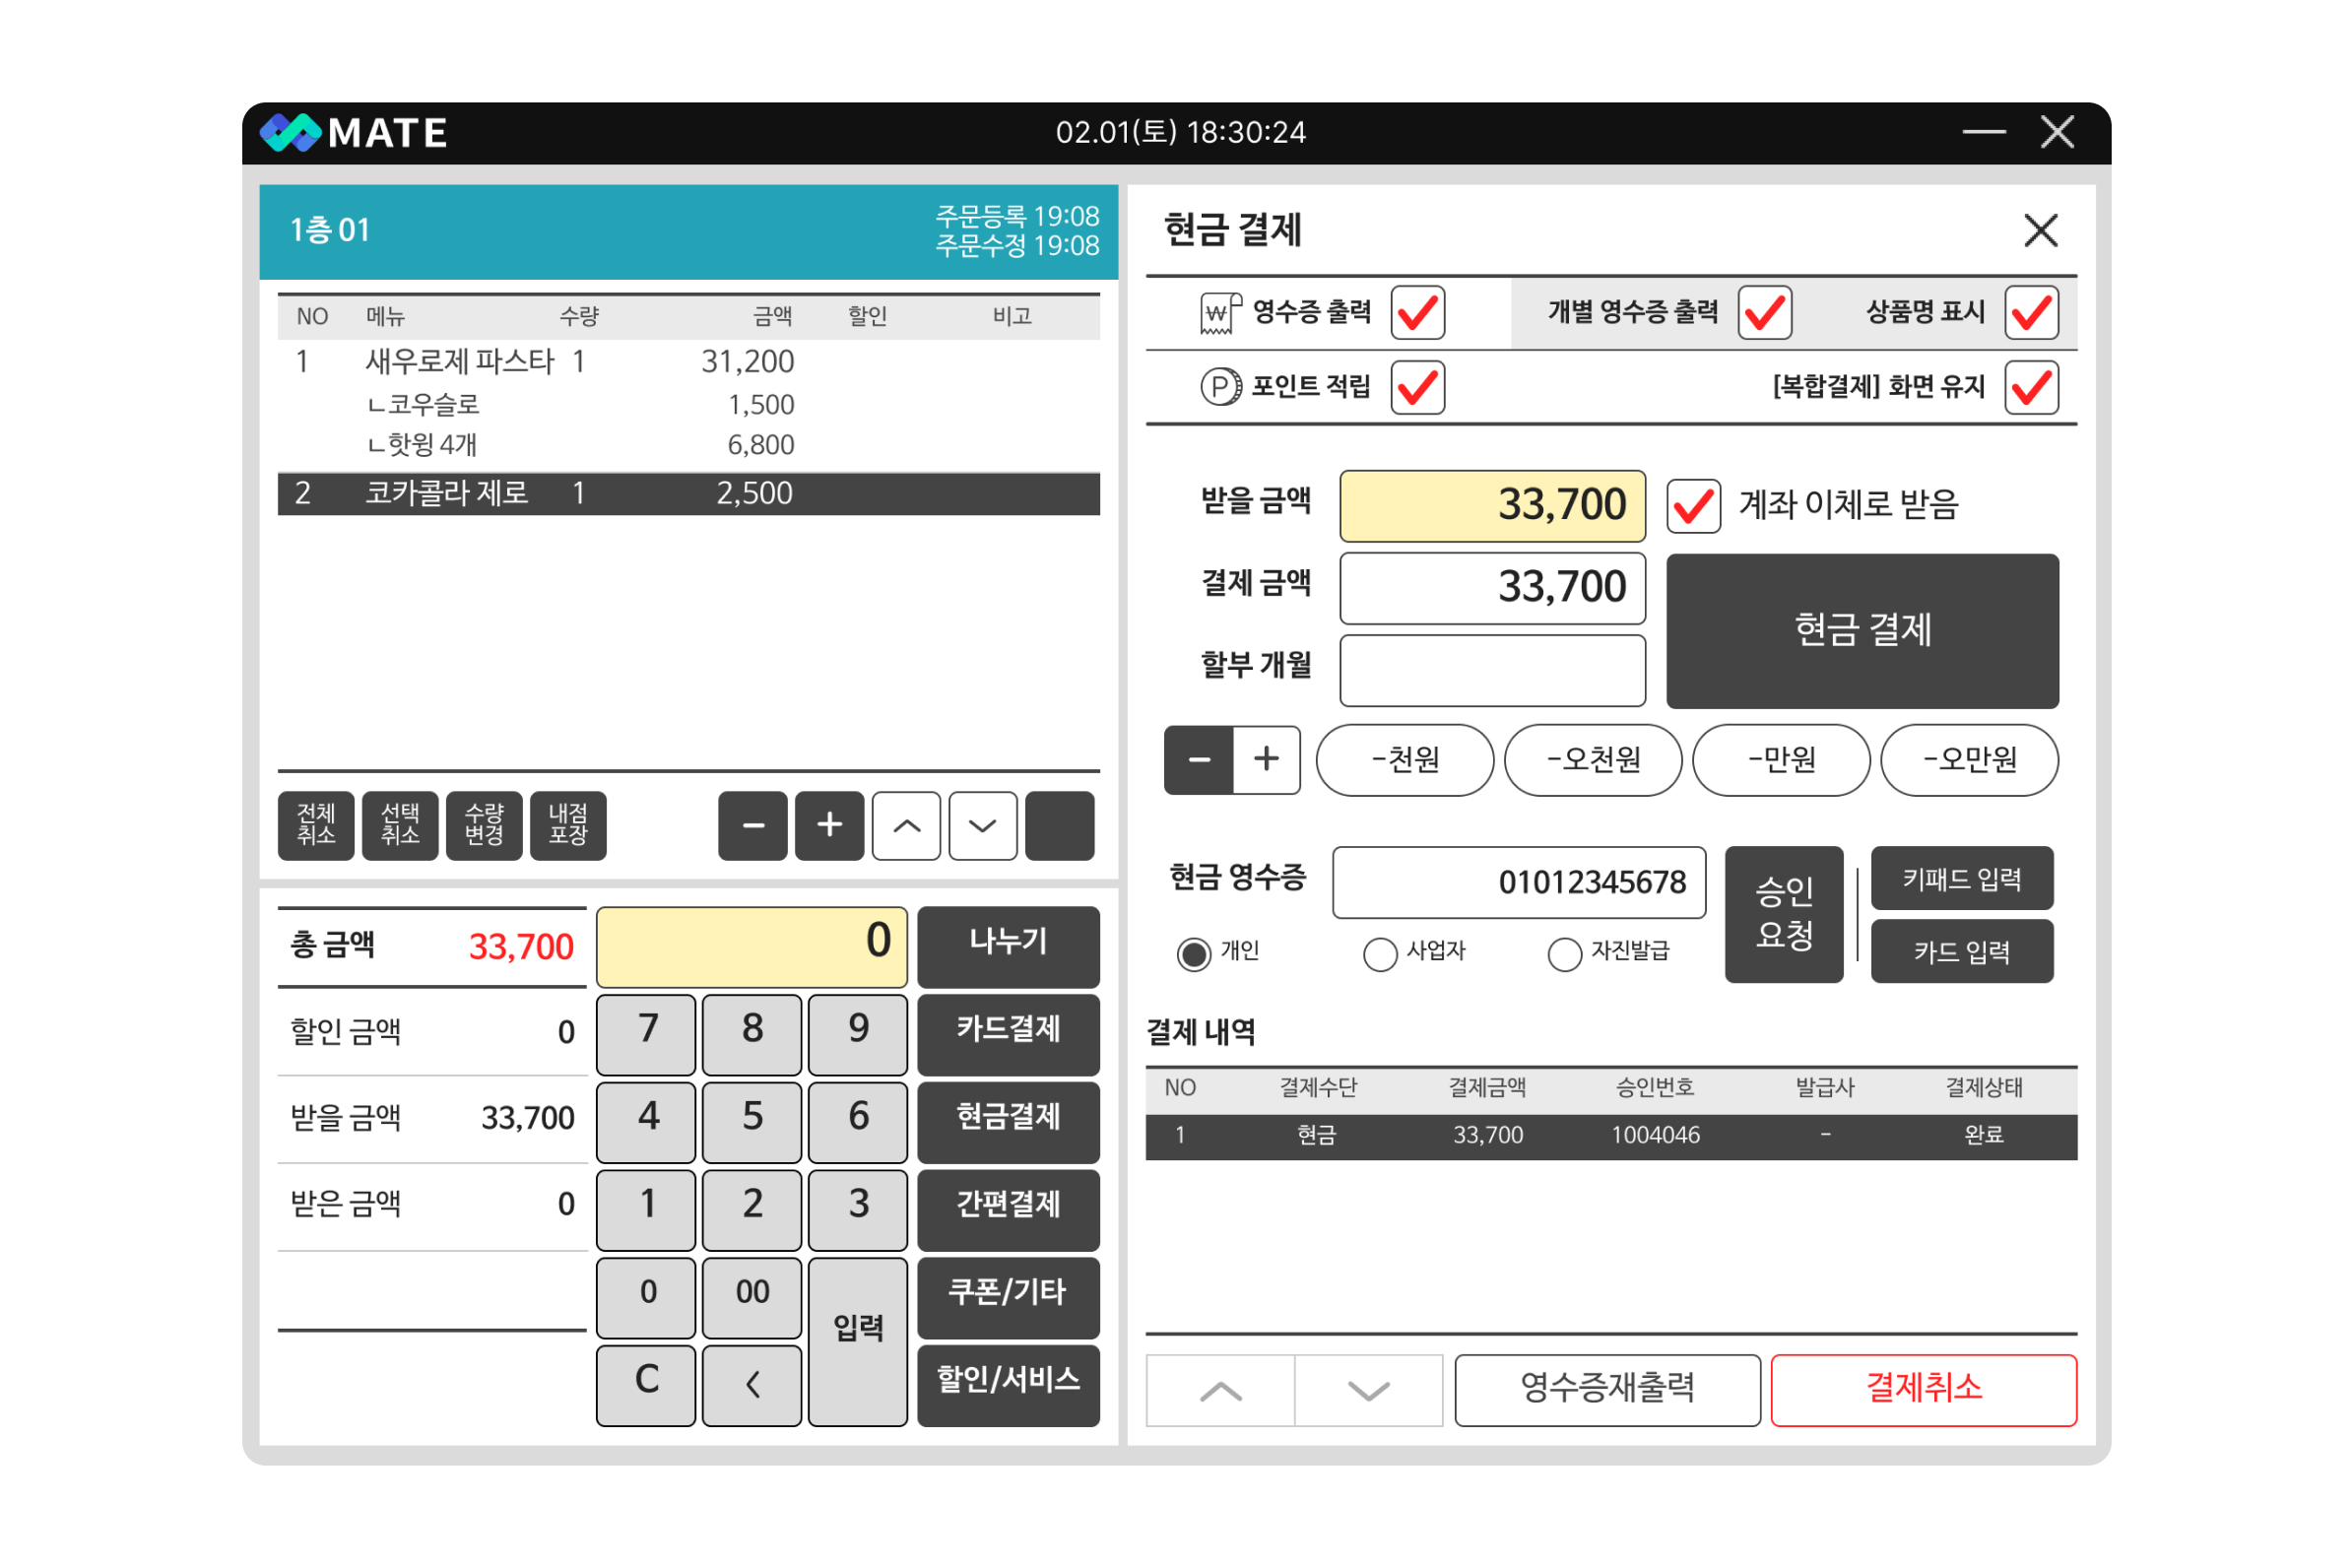 MATE
02.01(토) 18:30:24
1층 01
주문등록 19:08
주문수정 19:08
NO 메뉴 수량 금액 할인 비고
1 새우로제 파스타 1 31,200
ㄴ코우슬로 1,500
ㄴ핫윙 4개 6,800
2 코카콜라 제로 1 2,500
전체
취소
선택
취소
수량
변경
내점
포장
- +
총 금액 33,700
할인 금액 0
받을 금액 33,700
받은 금액 0
0
7 8 9
4 5 6
1 2 3
0 00
입력
C
나누기
카드결제
현금결제
간편결제
쿠폰/기타
할인/서비스
현금 결제
₩ 영수증 출력 개별 영수증 출력 상품명 표시
P 포인트 적립 [복합결제] 화면 유지
받을 금액 33,700 계좌 이체로 받음
결제 금액 33,700
할부 개월
현금 결제
- + -천원 -오천원 -만원 -오만원
현금 영수증 01012345678
개인 사업자 자진발급
승인
요청
키패드 입력
카드 입력
결제 내역
NO 결제수단 결제금액 승인번호 발급사 결제상태
1 현금 33,700 1004046 - 완료
영수증재출력 결제취소